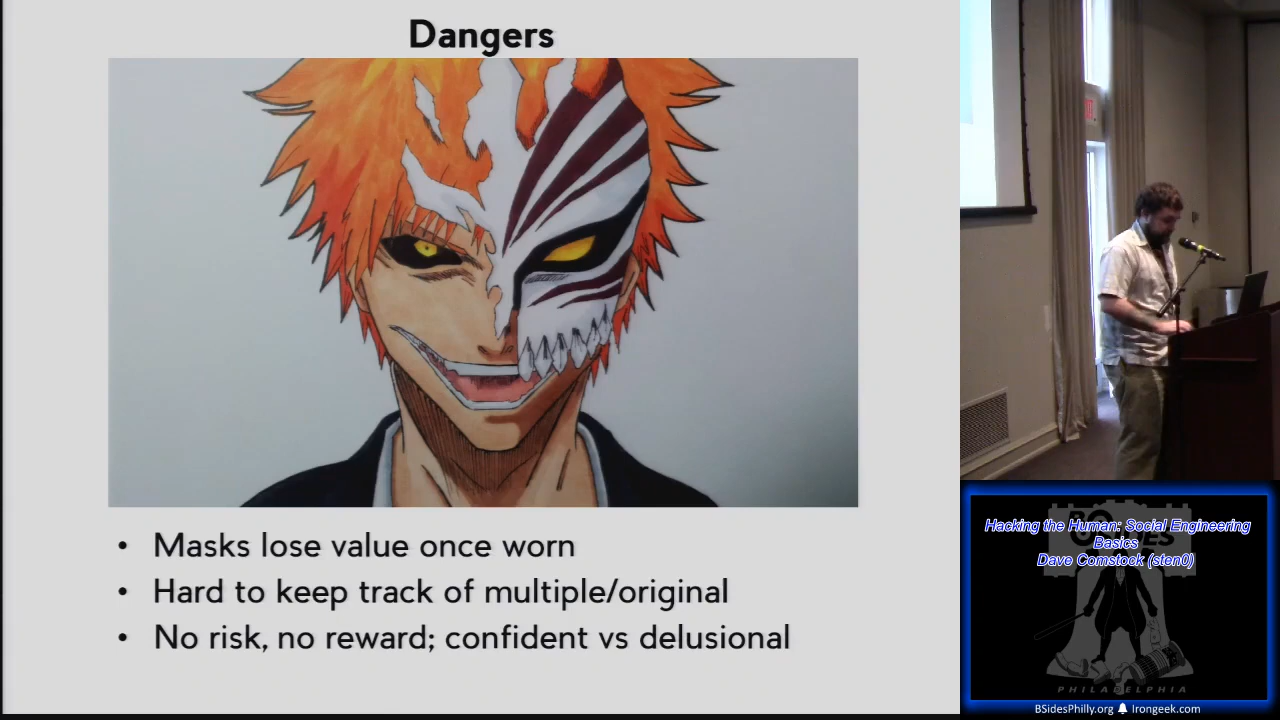 Dangers
• Masks lose value once worn
• Hard to keep track of multiple/original
• No risk, no reward; confident vs delusional
Hacking the Human: Social Engineering
Basics
Dave Comstock (sten0)
PHILADELPHIA
BSidesPhilly.org Irongeek.com